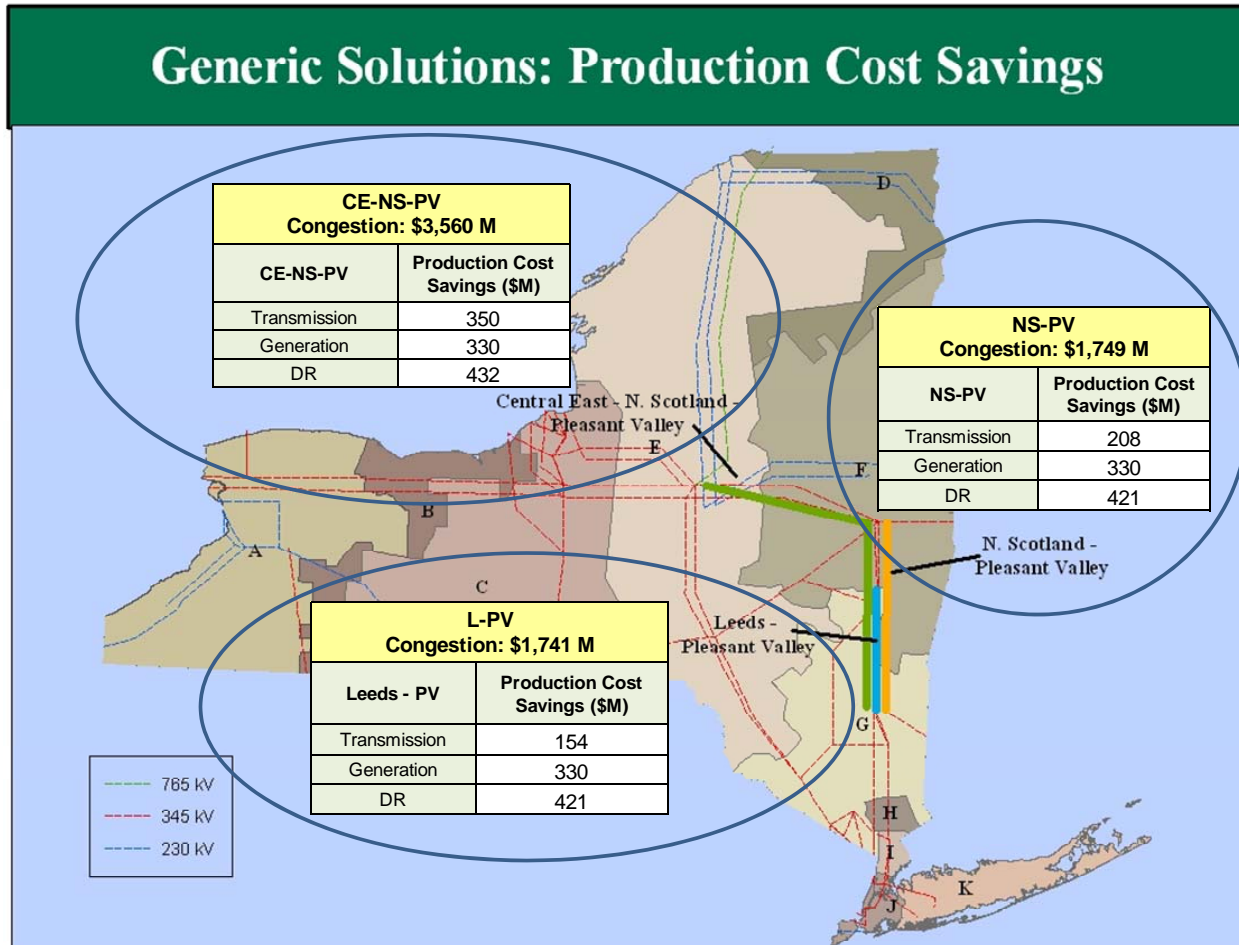 Generic Solutions: Production Cost Savings
CE-NS-PV
Congestion: $3,560 M
CE-NS-PV
Production Cost
Savings ($M)
Transmission 350
Generation 330
DR 432
NS-PV
Congestion: $1,749 M
NS-PV
Production Cost
Savings ($M)
Transmission 208
Generation 330
DR 421
L-PV
Congestion: $1,741 M
Leeds - PV
Production Cost
Savings ($M)
Transmission 154
Generation 330
DR 421
Central East - N. Scotland -
Pleasant Valley
N. Scotland -
Pleasant Valley
Leeds -
Pleasant Valley
A
B
C
D
E
F
G
H
I
J
K
765 kV
345 kV
230 kV